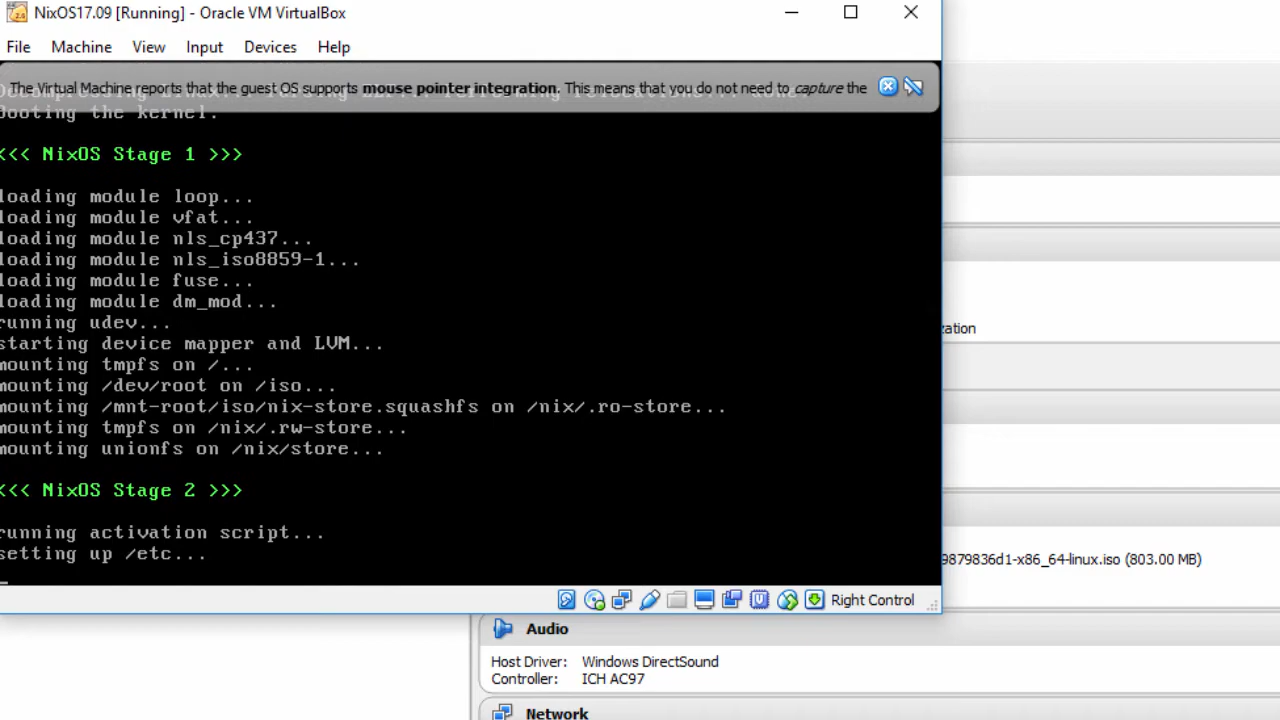 NixOS17.09 [Running] - Oracle VM VirtualBox
File Machine View Input Devices Help
The Virtual Machine reports that the guest OS supports mouse pointer integration. This means that you do not need to capture the
Booting the kernel.
<<< NixOS Stage 1 >>>
loading module loop...
loading module vfat...
loading module nls_cp437...
loading module nls_iso8859-1...
loading module fuse...
loading module dm_mod...
running udev...
starting device mapper and LVM...
mounting tmpfs on /...
mounting /dev/root on /iso...
mounting /mnt-root/iso/nix-store.squashfs on /nix/.ro-store...
mounting tmpfs on /nix/.rw-store...
mounting unionfs on /nix/store...
<<< NixOS Stage 2 >>>
running activation script...
setting up /etc...
Right Control
zation
9879836d1-x86_64-linux.iso (803.00 MB)
Audio
Host Driver: Windows DirectSound
Controller: ICH AC97
Network